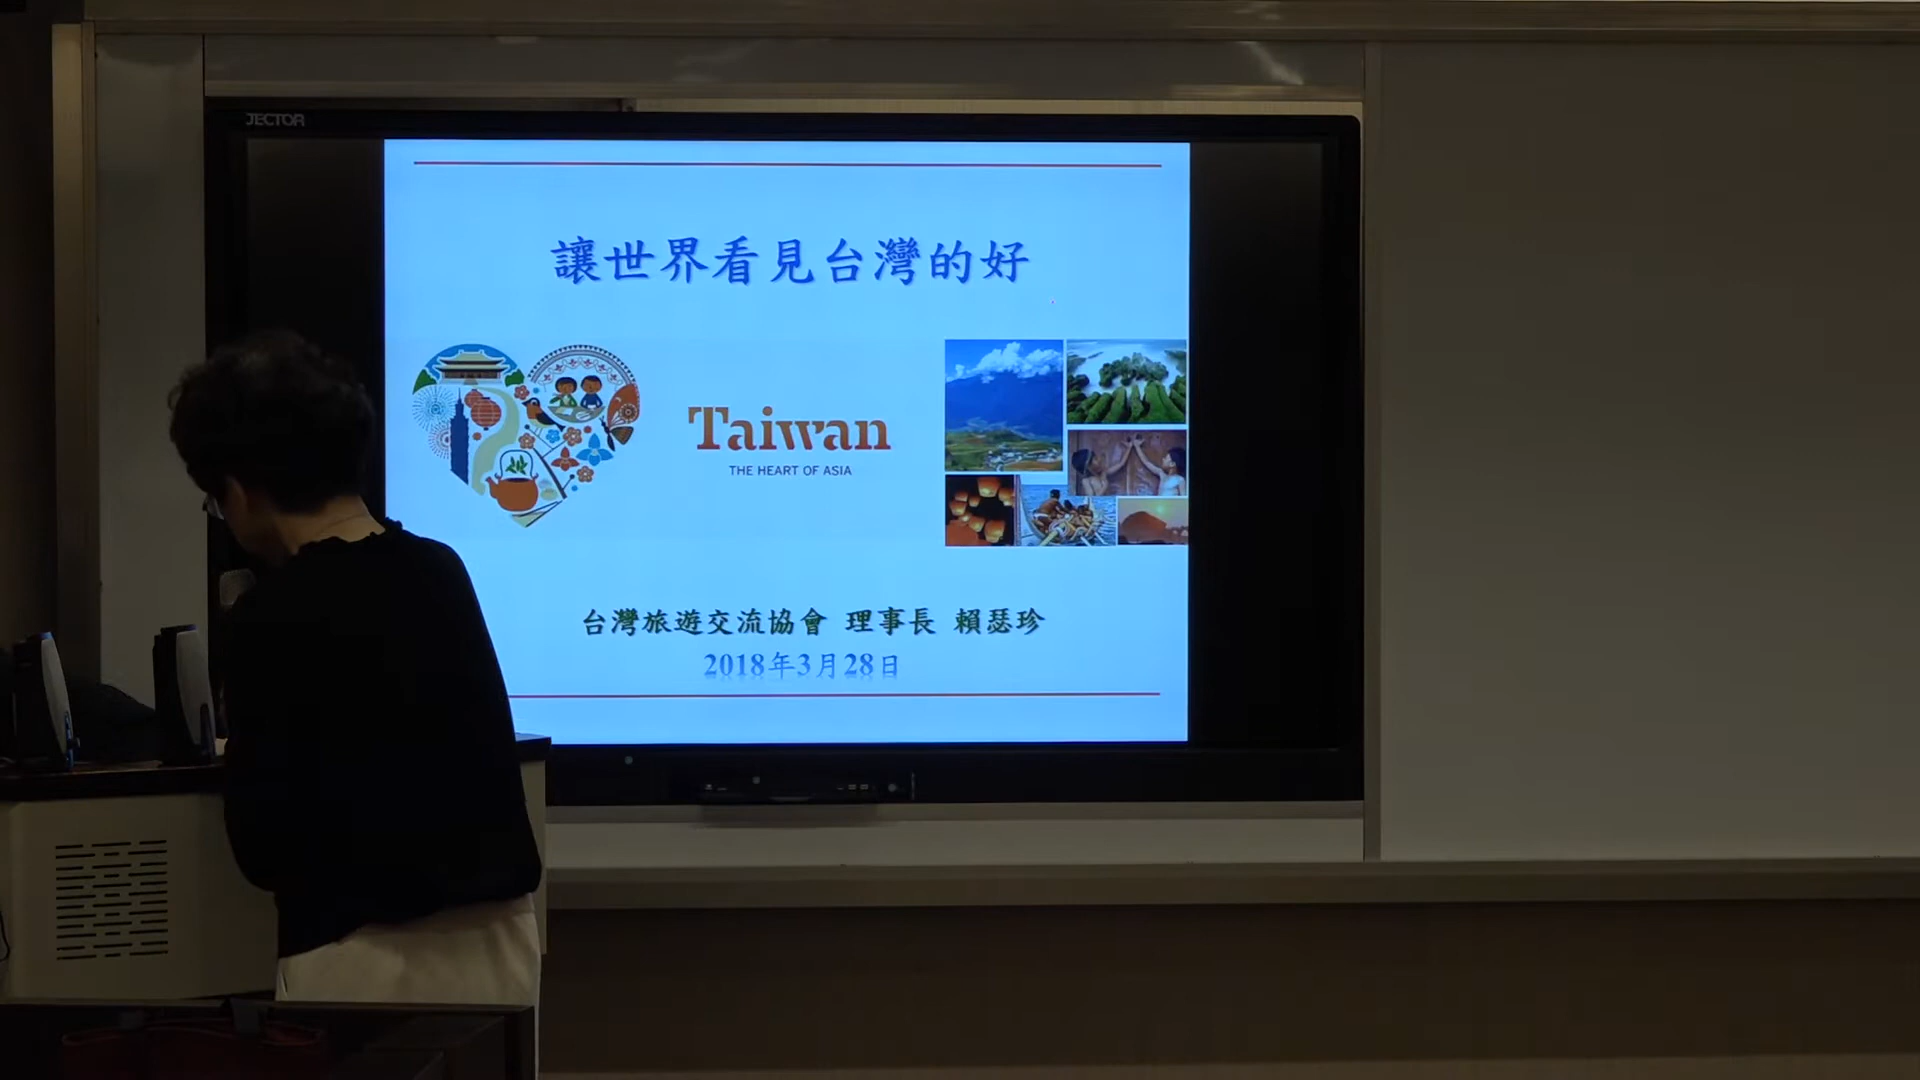 JECTOR
讓世界看見台灣的好
Taiwan
THE HEART OF ASIA
台灣旅遊交流協會 理事長 賴瑟珍
2018年3月28日